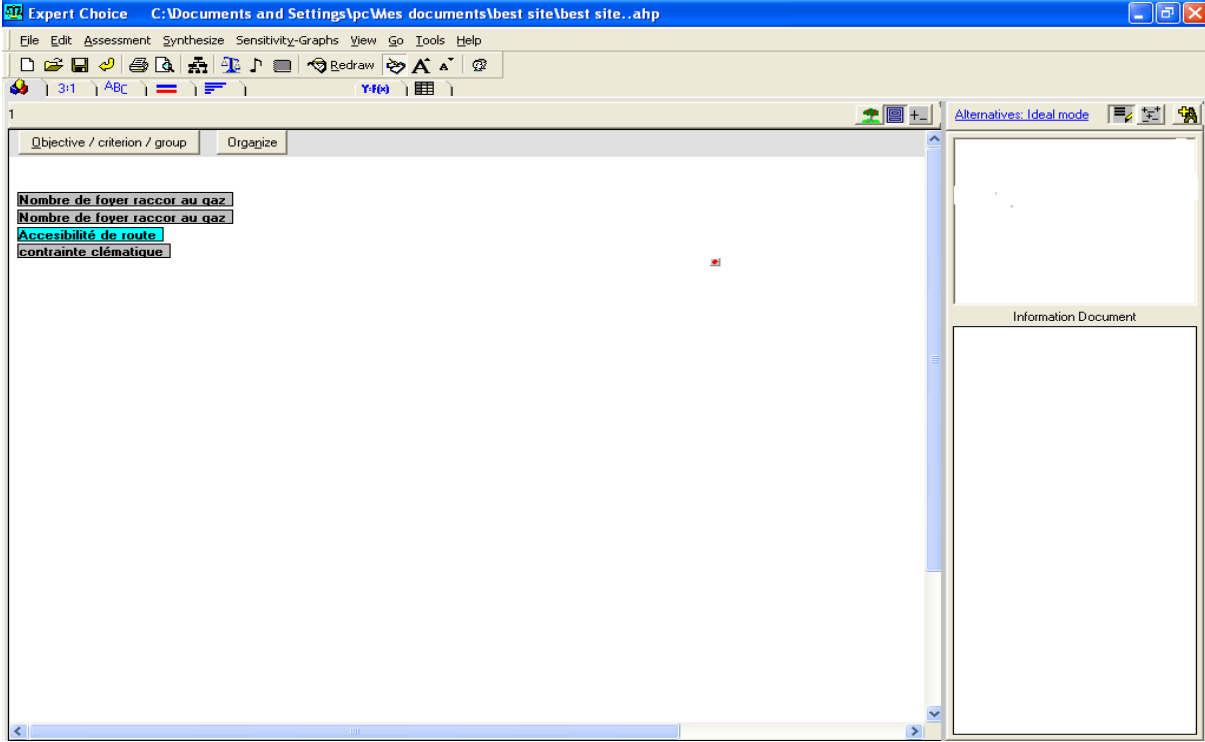 Expert Choice C:\Documents and Settings\pc\Mes documents\best site\best site..ahp
File Edit Assessment Synthesize Sensitivity-Graphs View Go Tools Help
Redraw A A
3:1 ABC Y=F(x)
1
Alternatives: Ideal mode
Objective / criterion / group Organize
Nombre de foyer raccor au gaz
Nombre de foyer raccor au gaz
Accesibilité de route
contrainte clématique
Information Document